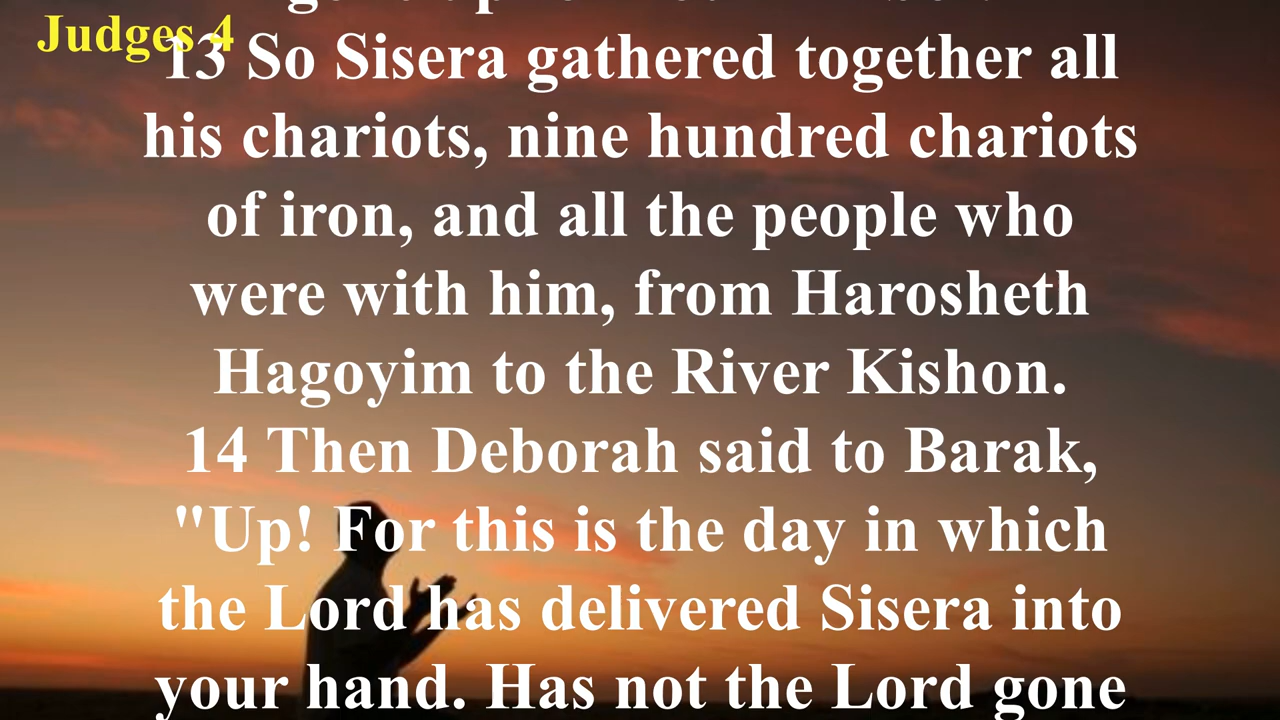 Judges 4
13 So Sisera gathered together all
his chariots, nine hundred chariots
of iron, and all the people who
were with him, from Harosheth
Hagoyim to the River Kishon.
14 Then Deborah said to Barak,
"Up! For this is the day in which
the Lord has delivered Sisera into
your hand. Has not the Lord gone